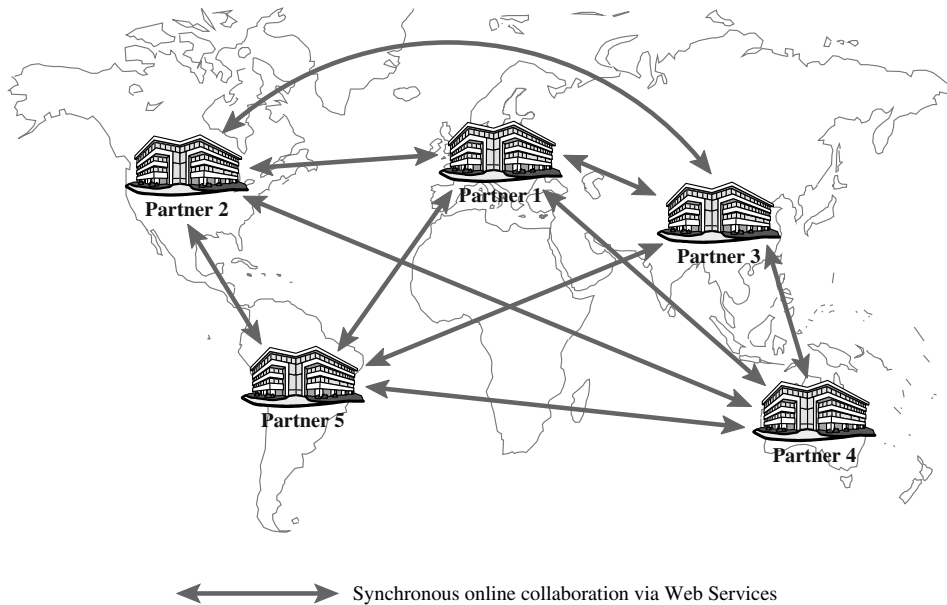 Partner 1
Partner 2
Partner 3
Partner 5
Partner 4
Synchronous online collaboration via Web Services